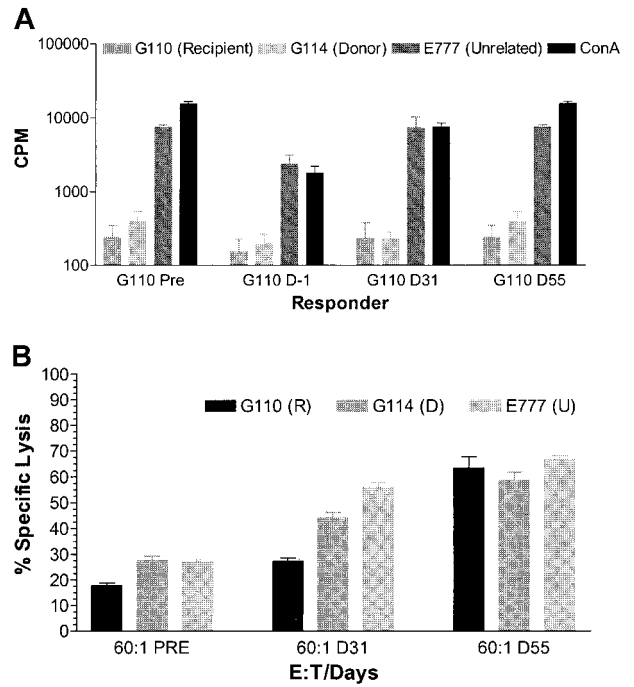 A
G110 (Recipient) G114 (Donor) E777 (Unrelated) ConA
100000
10000
1000
100
CPM
G110 Pre G110 D-1 G110 D31 G110 D55
Responder
B
G110 (R) G114 (D) E777 (U)
100
90
80
70
60
50
40
30
20
10
0
% Specific Lysis
60:1 PRE 60:1 D31 60:1 D55
E:T/Days